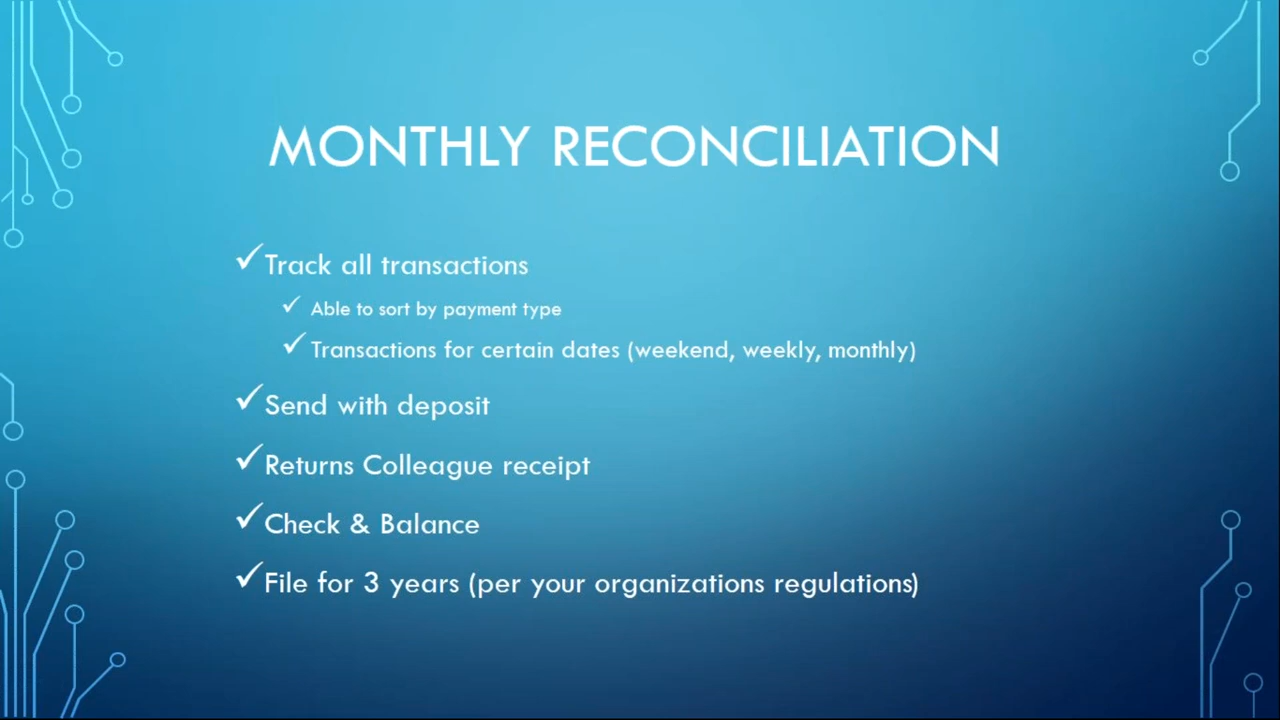 MONTHLY RECONCILIATION
✓Track all transactions
✓ Able to sort by payment type
✓Transactions for certain dates (weekend, weekly, monthly)
✓Send with deposit
✓Returns Colleague receipt
✓Check & Balance
✓File for 3 years (per your organizations regulations)